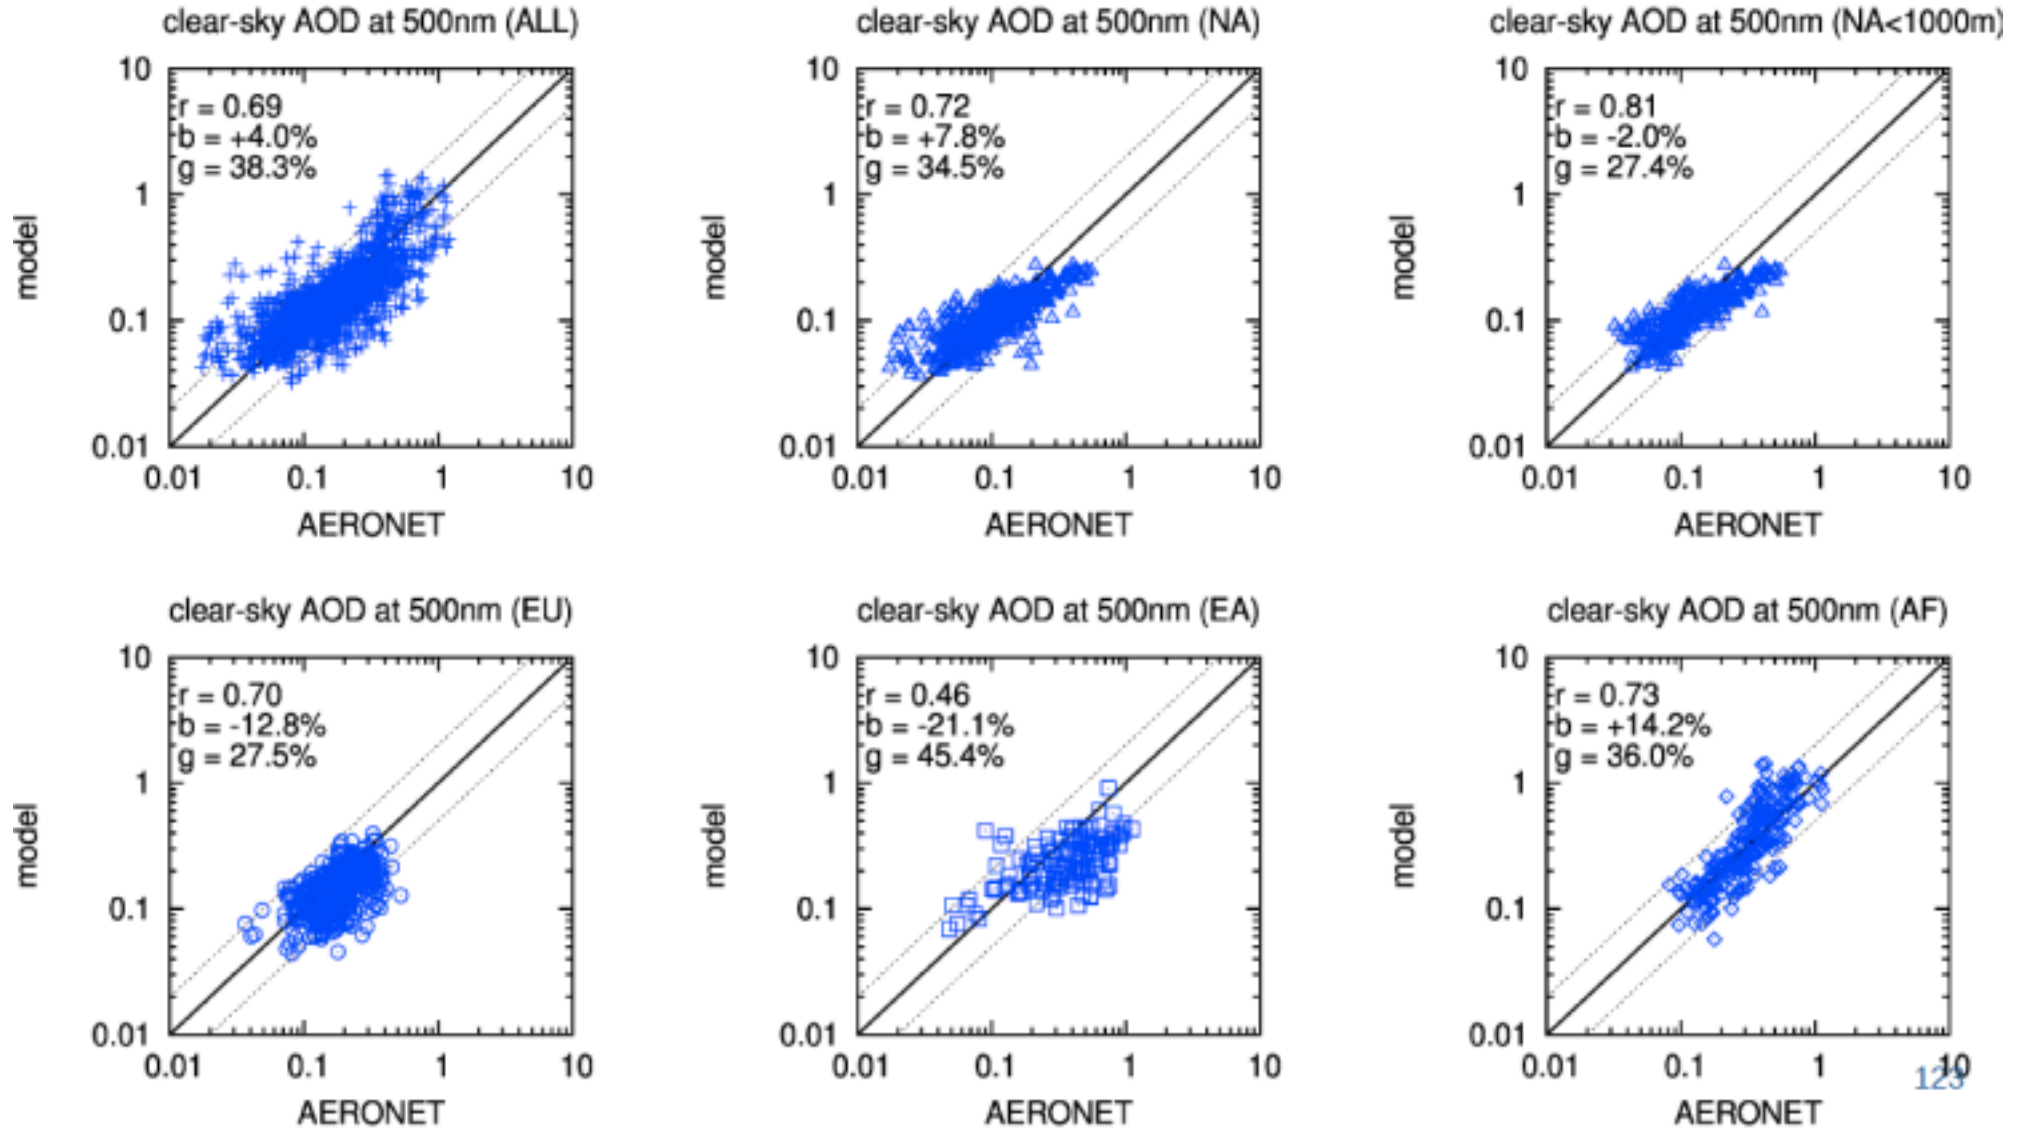 clear-sky AOD at 500nm (ALL)
10
1
0.1
0.01
r = 0.69
b = +4.0%
g = 38.3%
model
0.01 0.1 1 10
AERONET
clear-sky AOD at 500nm (NA)
10
1
0.1
0.01
r = 0.72
b = +7.8%
g = 34.5%
model
0.01 0.1 1 10
AERONET
clear-sky AOD at 500nm (NA<1000m)
10
1
0.1
0.01
r = 0.81
b = -2.0%
g = 27.4%
model
0.01 0.1 1 10
AERONET
clear-sky AOD at 500nm (EU)
10
1
0.1
0.01
r = 0.70
b = -12.8%
g = 27.5%
model
0.01 0.1 1 10
AERONET
clear-sky AOD at 500nm (EA)
10
1
0.1
0.01
r = 0.46
b = -21.1%
g = 45.4%
model
0.01 0.1 1 10
AERONET
clear-sky AOD at 500nm (AF)
10
1
0.1
0.01
r = 0.73
b = +14.2%
g = 36.0%
model
0.01 0.1 1 10
AERONET
123